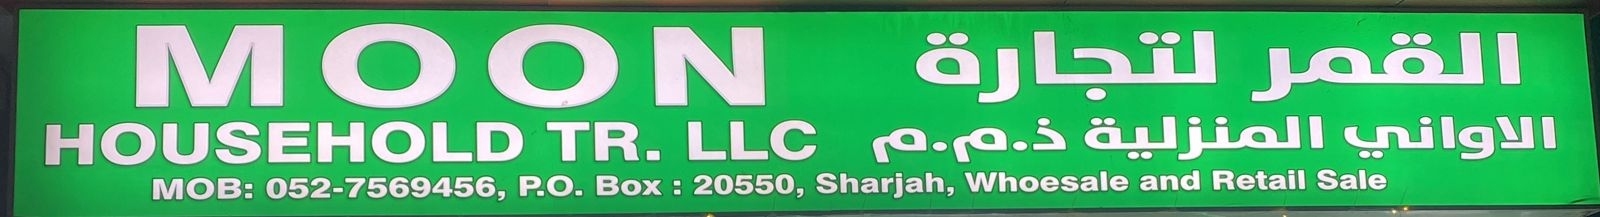 MOON
القمر لتجارة
HOUSEHOLD TR. LLC
الاواني المنزلية ذ.م.م
MOB: 052-7569456, P.O. Box : 20550, Sharjah, Whoesale and Retail Sale